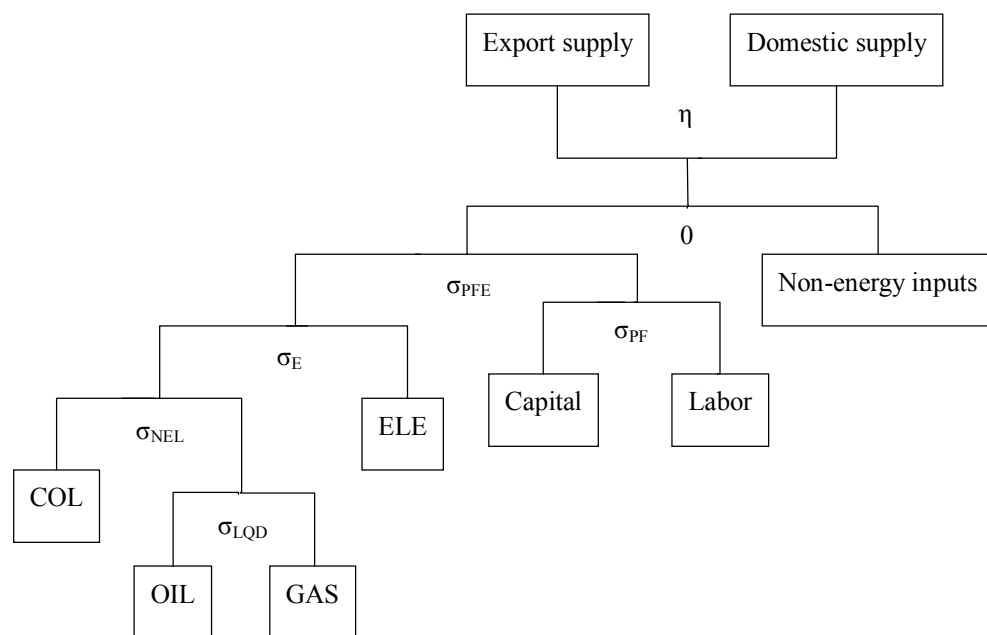 Export supply
Domestic supply
η
0
Non-energy inputs
σPFE
σPF
σE
Capital
Labor
ELE
σNEL
COL
σLQD
OIL
GAS